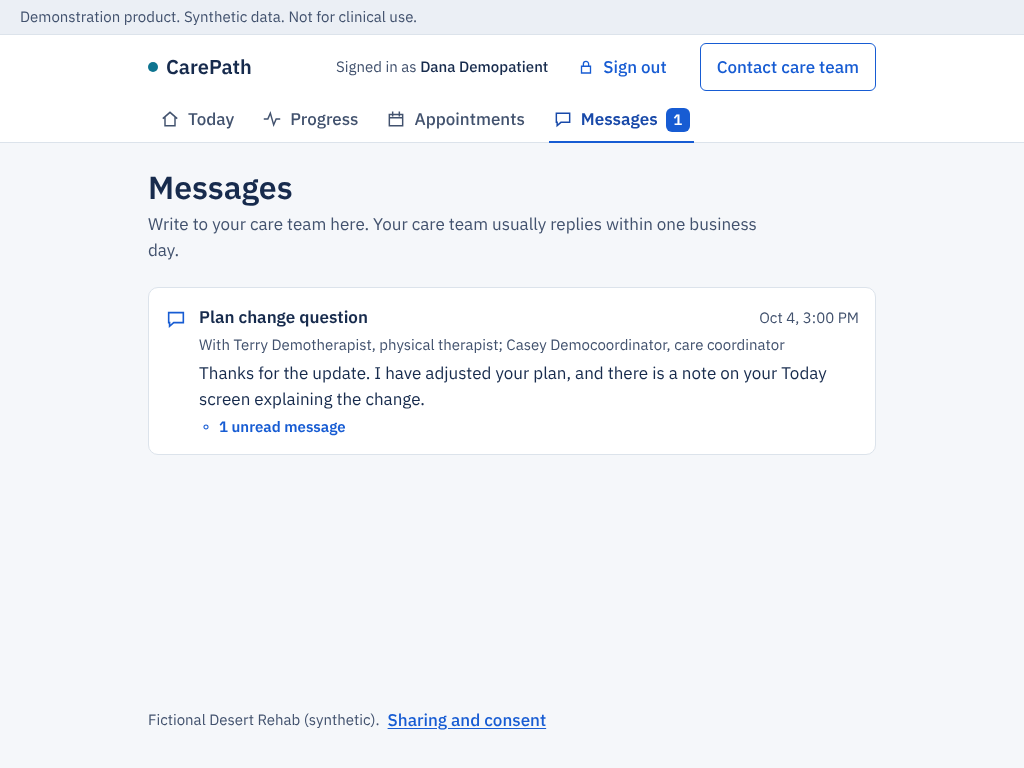 Demonstration product. Synthetic data. Not for clinical use.
CarePath
Signed in as Dana Demopatient
Sign out
Contact care team
Today
Progress
Appointments
Messages 1
Messages
Write to your care team here. Your care team usually replies within one business
day.
Plan change question
Oct 4, 3:00 PM
With Terry Demotherapist, physical therapist; Casey Democoordinator, care coordinator
Thanks for the update. I have adjusted your plan, and there is a note on your Today
screen explaining the change.
1 unread message
Fictional Desert Rehab (synthetic). Sharing and consent